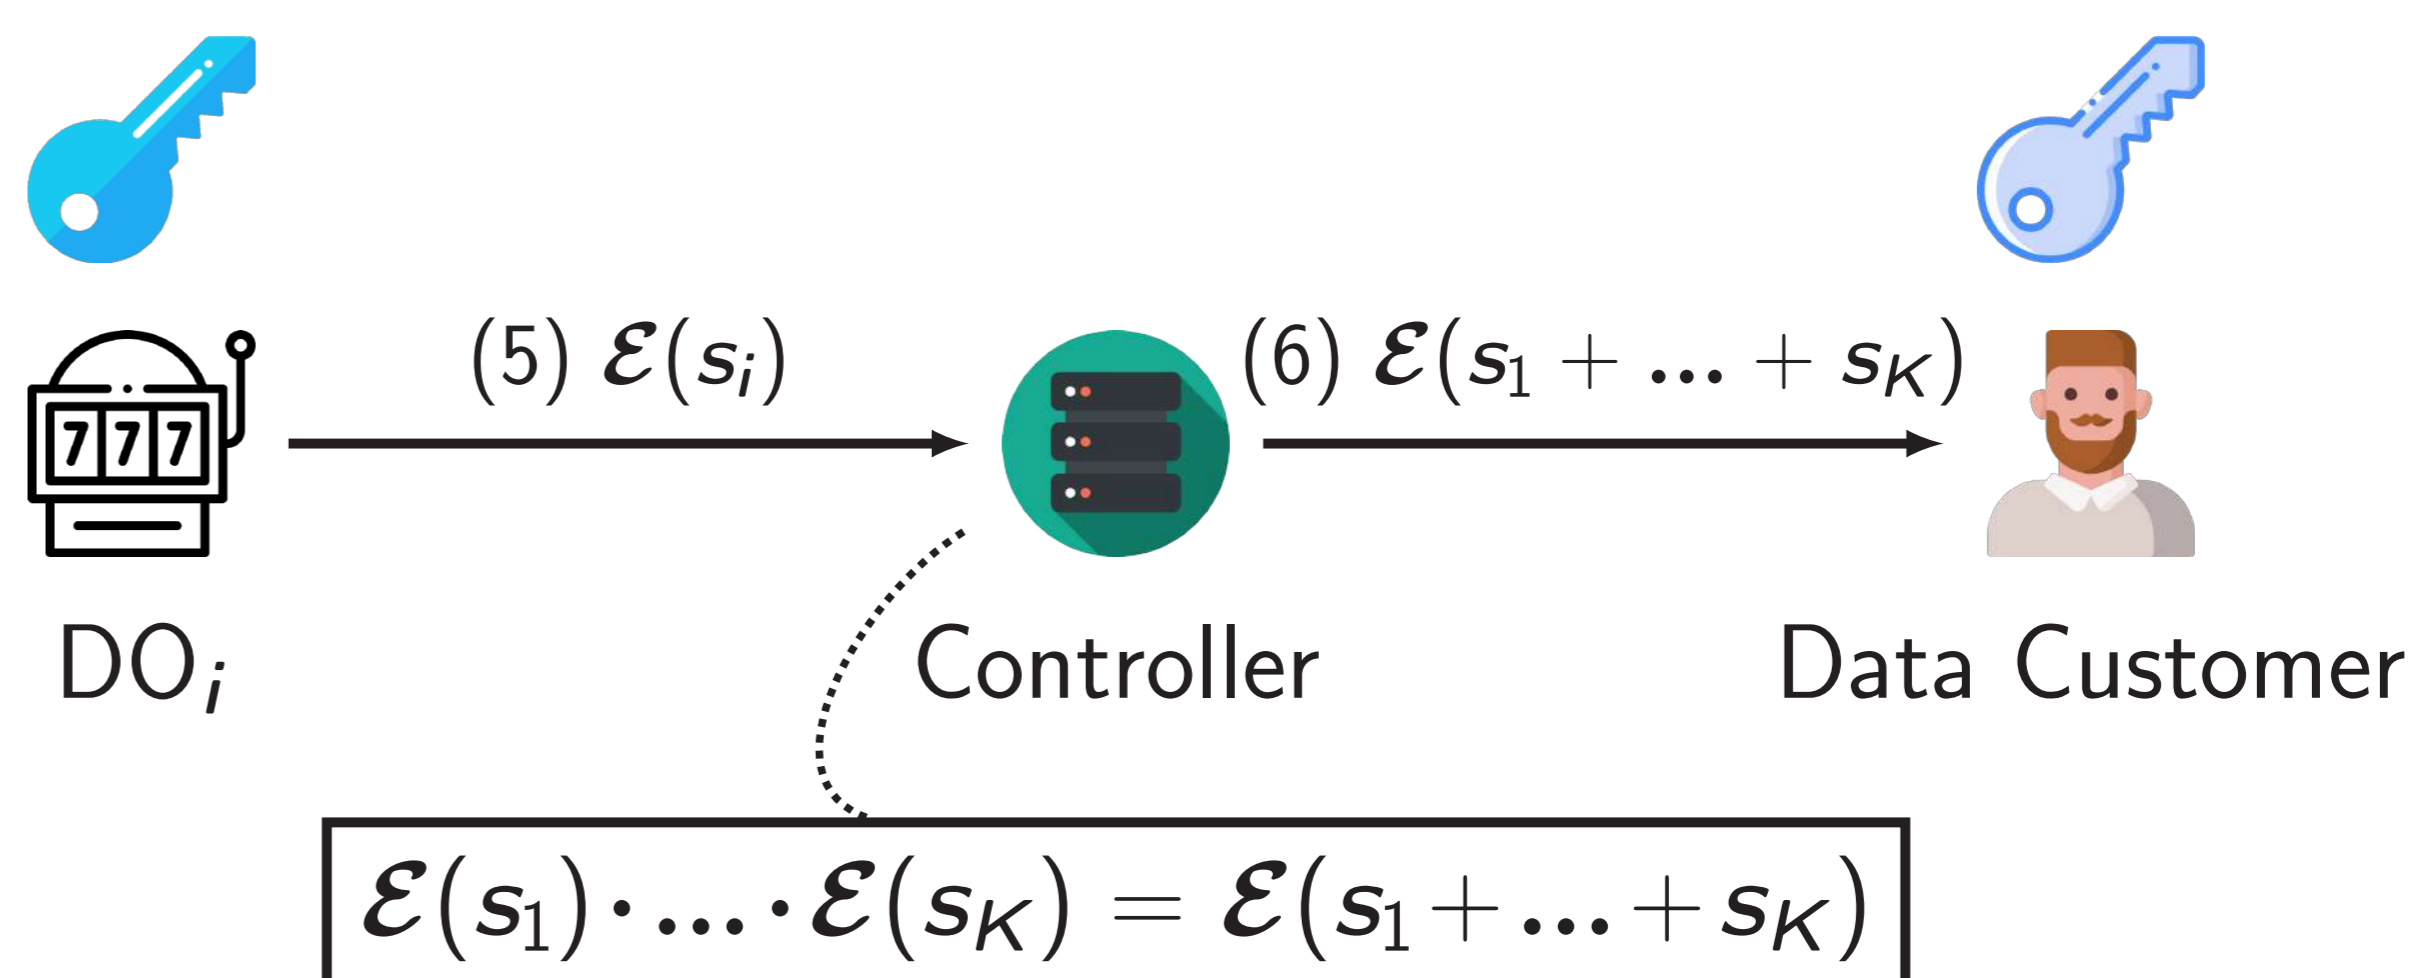 (5) ℰ(sᵢ)
(6) ℰ(s₁ + ... + s_K)
777
DOᵢ
Controller
Data Customer
ℰ(s₁) · ... · ℰ(s_K) = ℰ(s₁ + ... + s_K)